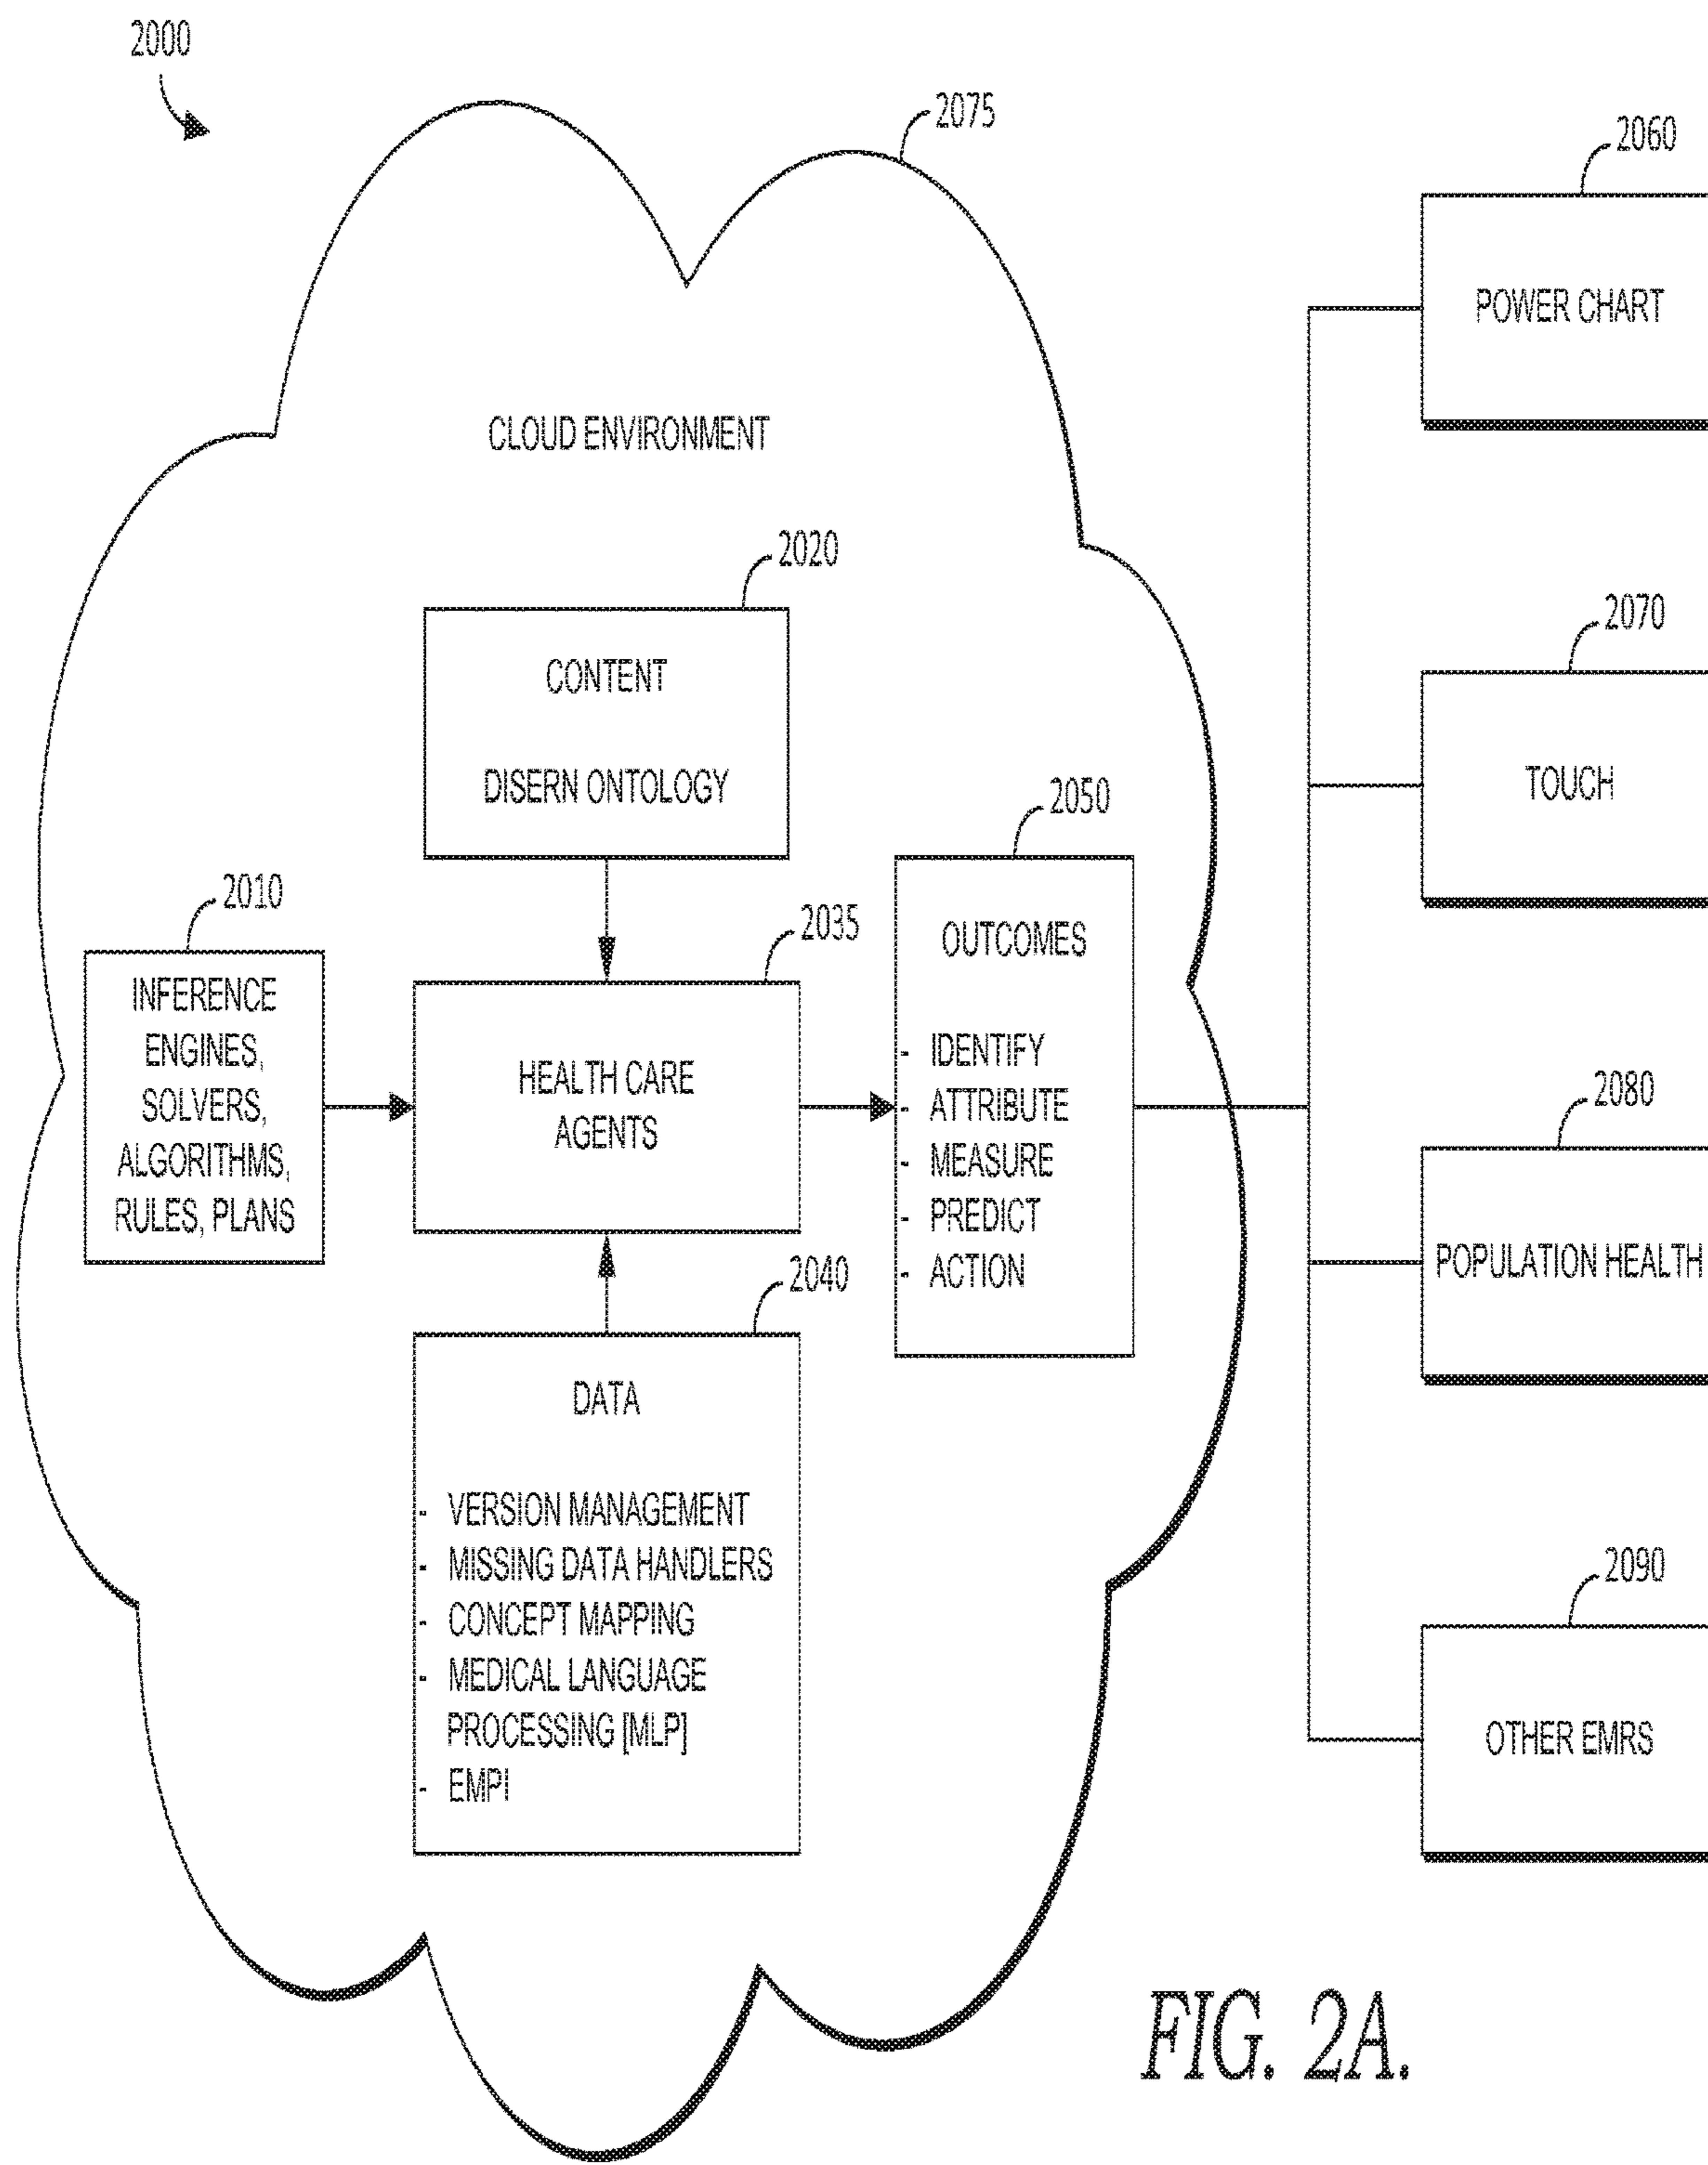 2000
2075
2060
POWER CHART
CLOUD ENVIRONMENT
2020
CONTENT
DISERN ONTOLOGY
2070
TOUCH
2050
OUTCOMES
- IDENTIFY
- ATTRIBUTE
- MEASURE
- PREDICT
- ACTION
2010
INFERENCE
ENGINES,
SOLVERS,
ALGORITHMS,
RULES, PLANS
2035
HEALTH CARE
AGENTS
2080
POPULATION HEALTH
2040
DATA
- VERSION MANAGEMENT
- MISSING DATA HANDLERS
- CONCEPT MAPPING
- MEDICAL LANGUAGE
PROCESSING [MLP]
- EMPI
2090
OTHER EMRS
FIG. 2A.